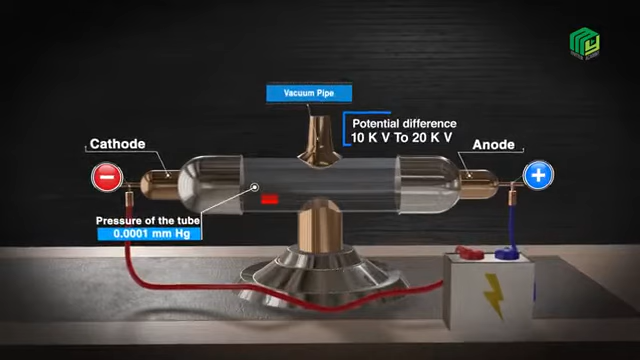 Vacuum Pipe
Potential difference
10 K V To 20 K V
Cathode
Anode
Pressure of the tube
0.0001 mm Hg